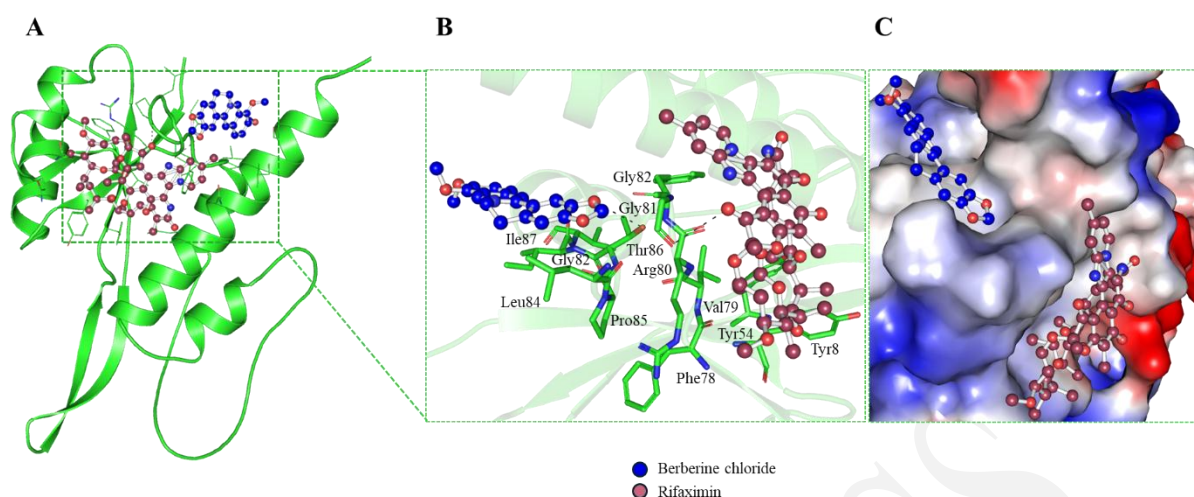 A
B
C
Gly82
Gly81
Ile87
Thr86
Gly82
Arg80
Leu84
Val79
Pro85
Tyr54
Tyr8
Phe78
Berberine chloride
Rifaximin